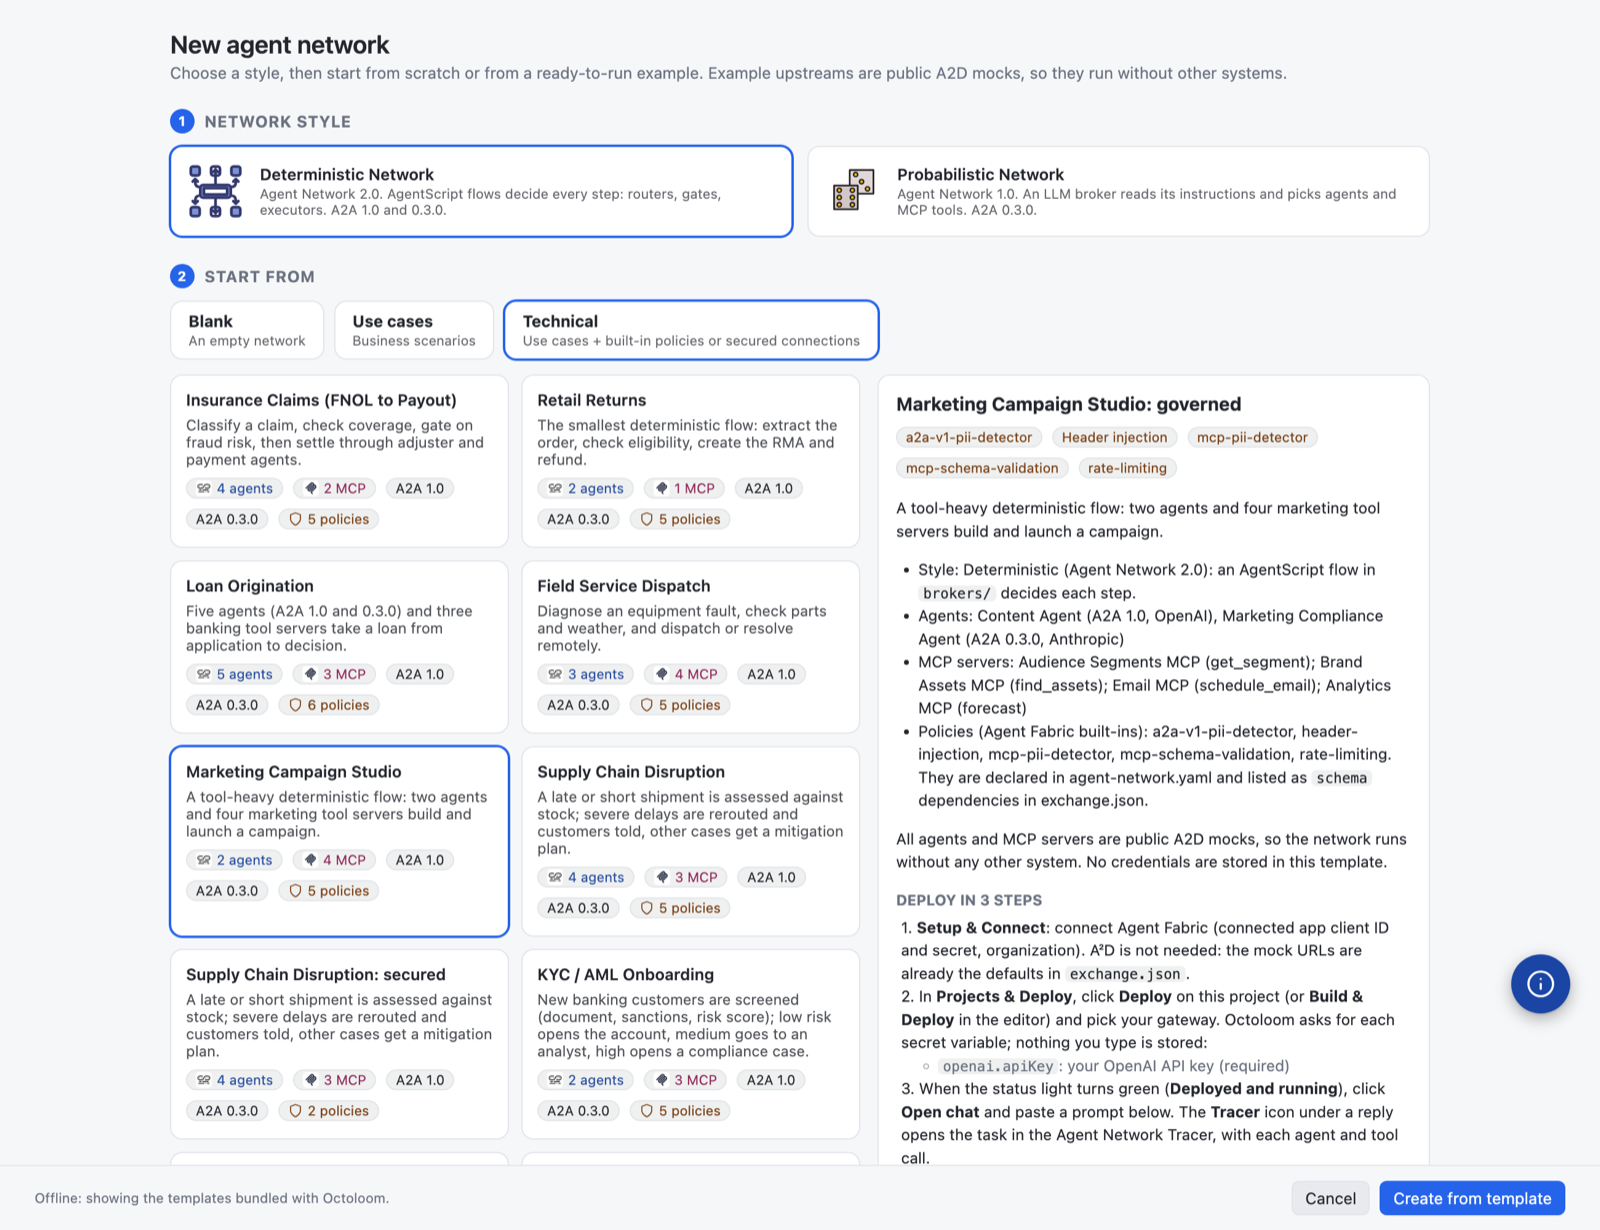 New agent network
Choose a style, then start from scratch or from a ready-to-run example. Example upstreams are public A2D mocks, so they run without other systems.
1 NETWORK STYLE
Deterministic Network
Agent Network 2.0. AgentScript flows decide every step: routers, gates,
executors. A2A 1.0 and 0.3.0.
Probabilistic Network
Agent Network 1.0. An LLM broker reads its instructions and picks agents and
MCP tools. A2A 0.3.0.
2 START FROM
Blank
An empty network
Use cases
Business scenarios
Technical
Use cases + built-in policies or secured connections
Insurance Claims (FNOL to Payout)
Classify a claim, check coverage, gate on
fraud risk, then settle through adjuster and
payment agents.
4 agents 2 MCP A2A 1.0
A2A 0.3.0 5 policies
Retail Returns
The smallest deterministic flow: extract the
order, check eligibility, create the RMA and
refund.
2 agents 1 MCP A2A 1.0
A2A 0.3.0 5 policies
Loan Origination
Five agents (A2A 1.0 and 0.3.0) and three
banking tool servers take a loan from
application to decision.
5 agents 3 MCP A2A 1.0
A2A 0.3.0 6 policies
Field Service Dispatch
Diagnose an equipment fault, check parts
and weather, and dispatch or resolve
remotely.
3 agents 4 MCP A2A 1.0
A2A 0.3.0 5 policies
Marketing Campaign Studio
A tool-heavy deterministic flow: two agents
and four marketing tool servers build and
launch a campaign.
2 agents 4 MCP A2A 1.0
A2A 0.3.0 5 policies
Supply Chain Disruption
A late or short shipment is assessed against
stock; severe delays are rerouted and
customers told, other cases get a mitigation
plan.
4 agents 3 MCP A2A 1.0
A2A 0.3.0 5 policies
Supply Chain Disruption: secured
A late or short shipment is assessed against
stock; severe delays are rerouted and
customers told, other cases get a mitigation
plan.
4 agents 3 MCP A2A 1.0
A2A 0.3.0 2 policies
KYC / AML Onboarding
New banking customers are screened
(document, sanctions, risk score); low risk
opens the account, medium goes to an
analyst, high opens a compliance case.
2 agents 3 MCP A2A 1.0
A2A 0.3.0 5 policies
Marketing Campaign Studio: governed
a2a-v1-pii-detector Header injection mcp-pii-detector
mcp-schema-validation rate-limiting
A tool-heavy deterministic flow: two agents and four marketing tool
servers build and launch a campaign.
• Style: Deterministic (Agent Network 2.0): an AgentScript flow in
brokers/ decides each step.
• Agents: Content Agent (A2A 1.0, OpenAI), Marketing Compliance
Agent (A2A 0.3.0, Anthropic)
• MCP servers: Audience Segments MCP (get_segment); Brand
Assets MCP (find_assets); Email MCP (schedule_email); Analytics
MCP (forecast)
• Policies (Agent Fabric built-ins): a2a-v1-pii-detector, header-
injection, mcp-pii-detector, mcp-schema-validation, rate-limiting.
They are declared in agent-network.yaml and listed as schema
dependencies in exchange.json.
All agents and MCP servers are public A2D mocks, so the network runs
without any other system. No credentials are stored in this template.
DEPLOY IN 3 STEPS
1. Setup & Connect: connect Agent Fabric (connected app client ID
and secret, organization). A²D is not needed: the mock URLs are
already the defaults in exchange.json.
2. In Projects & Deploy, click Deploy on this project (or Build &
Deploy in the editor) and pick your gateway. Octoloom asks for each
secret variable; nothing you type is stored:
◦ openai.apiKey: your OpenAI API key (required)
3. When the status light turns green (Deployed and running), click
Open chat and paste a prompt below. The Tracer icon under a reply
opens the task in the Agent Network Tracer, with each agent and tool
call.
Offline: showing the templates bundled with Octoloom.
Cancel
Create from template